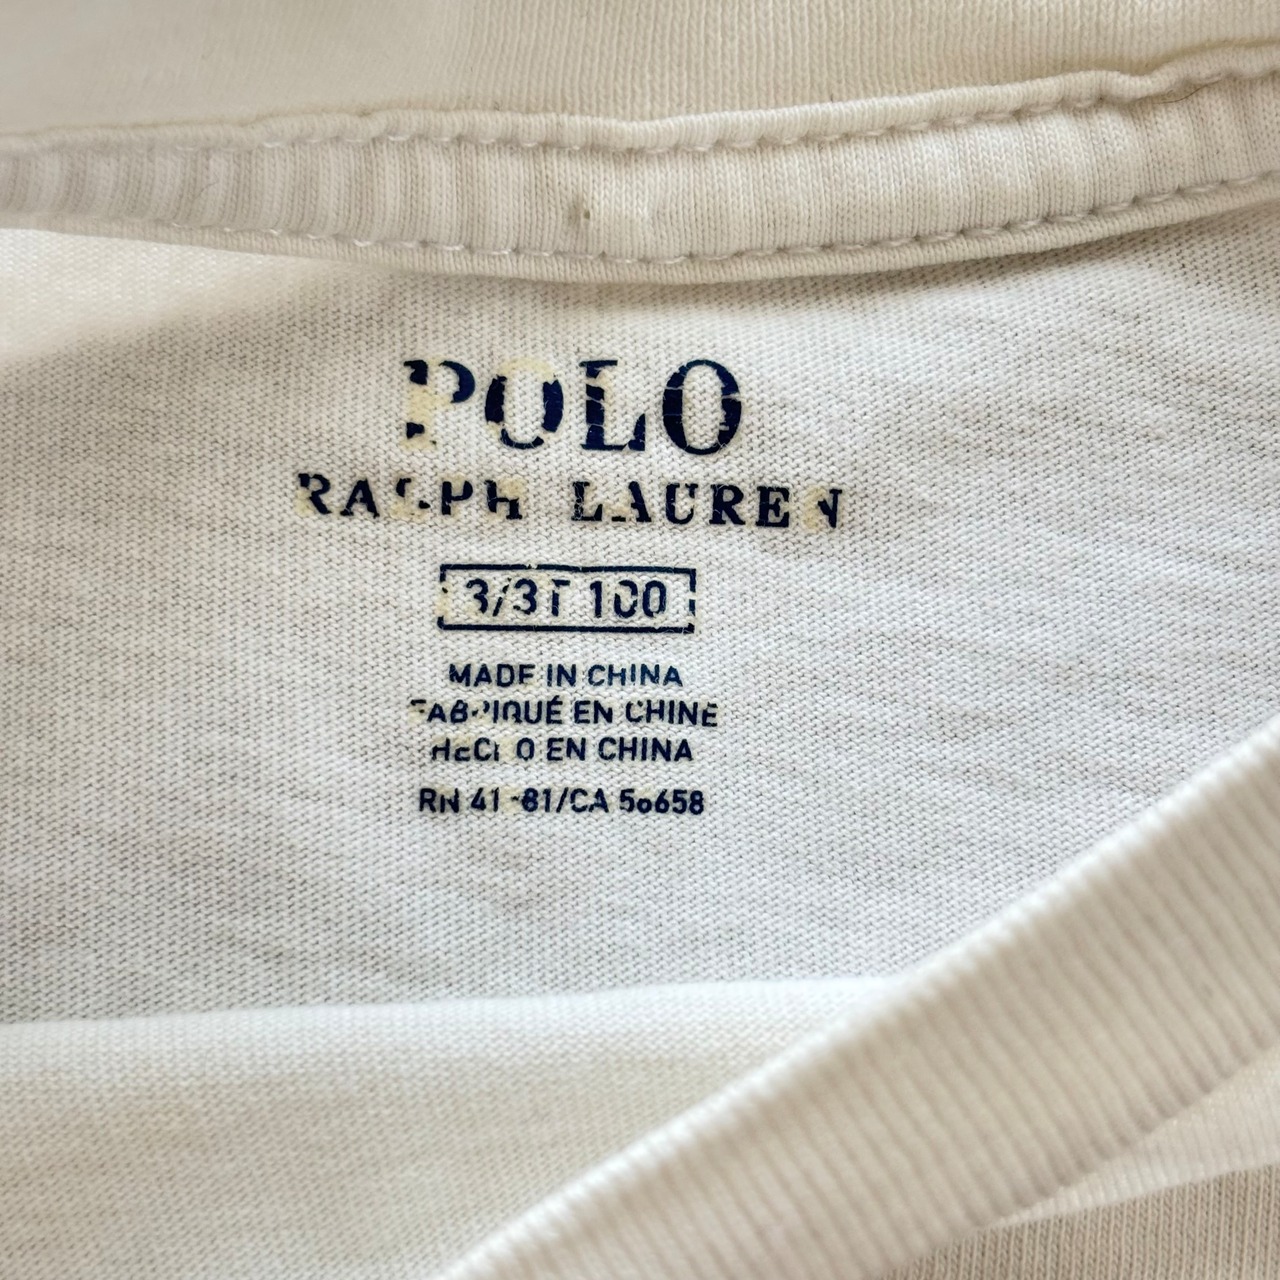 POLO
RALPH LAUREN
3/3T 100
MADE IN CHINA
FABRIQUÉ EN CHINE
HECHO EN CHINA
RN 41381/CA 56658